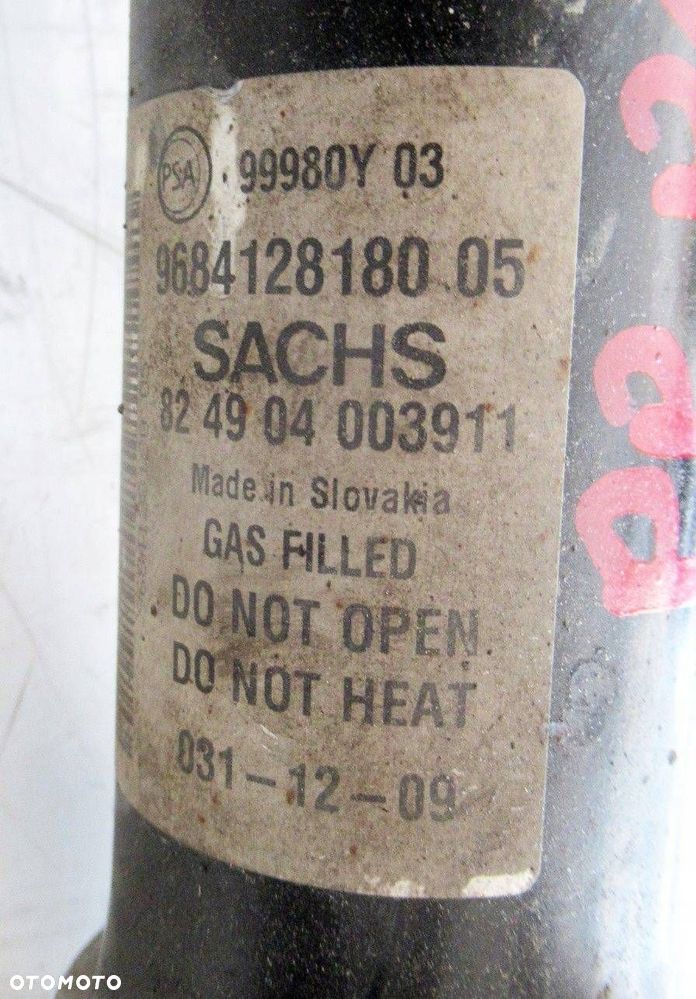 PSA 99980Y 03
9684128180 05
SACHS
82 49 04 003911
Made in Slovakia
GAS FILLED
DO NOT OPEN
DO NOT HEAT
031-12-09
OTOMOTO